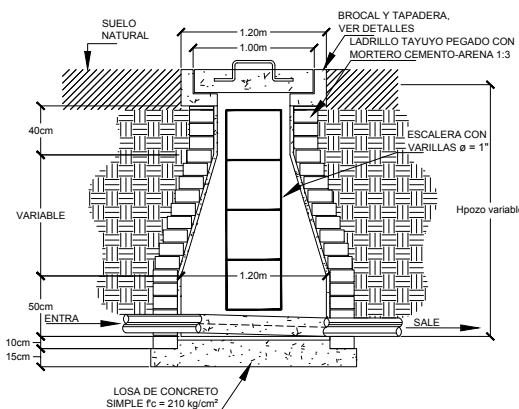 SUELO
NATURAL
BROCAL Y TAPADERA,
VER DETALLES
1.20m
1.00m
LADRILLO TAYUYO PEGADO CON
MORTERO CEMENTO-ARENA 1:3
40cm
ESCALERA CON
VARILLAS ø = 1"
VARIABLE
Hpozo variable
1.20m
50cm
ENTRA
SALE
10cm
15cm
LOSA DE CONCRETO
SIMPLE f'c = 210 kg/cm²